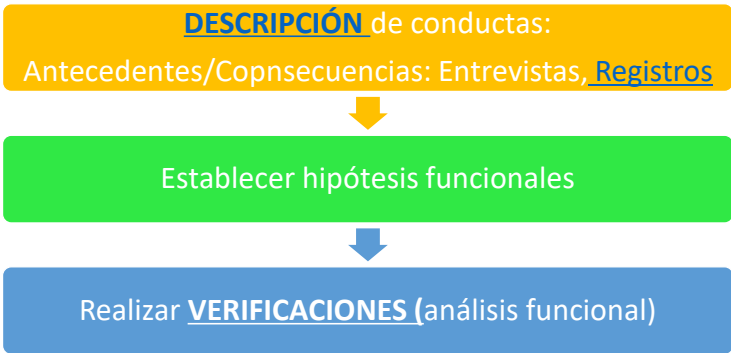 DESCRIPCIÓN de conductas:
Antecedentes/Copnsecuencias: Entrevistas, Registros
Establecer hipótesis funcionales
Realizar VERIFICACIONES (análisis funcional)